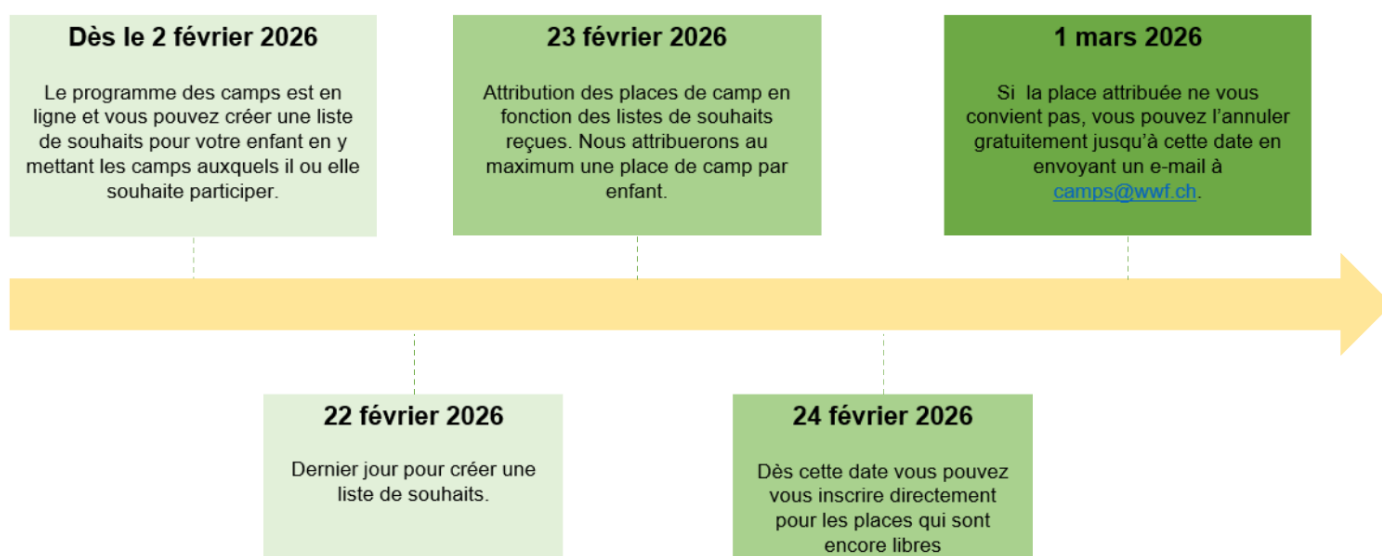 Dès le 2 février 2026
Le programme des camps est en
ligne et vous pouvez créer une liste
de souhaits pour votre enfant en y
mettant les camps auxquels il ou elle
souhaite participer.
23 février 2026
Attribution des places de camp en
fonction des listes de souhaits
reçues. Nous attribuerons au
maximum une place de camp par
enfant.
1 mars 2026
Si la place attribuée ne vous
convient pas, vous pouvez l’annuler
gratuitement jusqu’à cette date en
envoyant un e-mail à
camps@wwf.ch.
22 février 2026
Dernier jour pour créer une
liste de souhaits.
24 février 2026
Dès cette date vous pouvez
vous inscrire directement
pour les places qui sont
encore libres